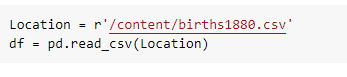 Location = r'/content/births1880.csv'
df = pd.read_csv(Location)